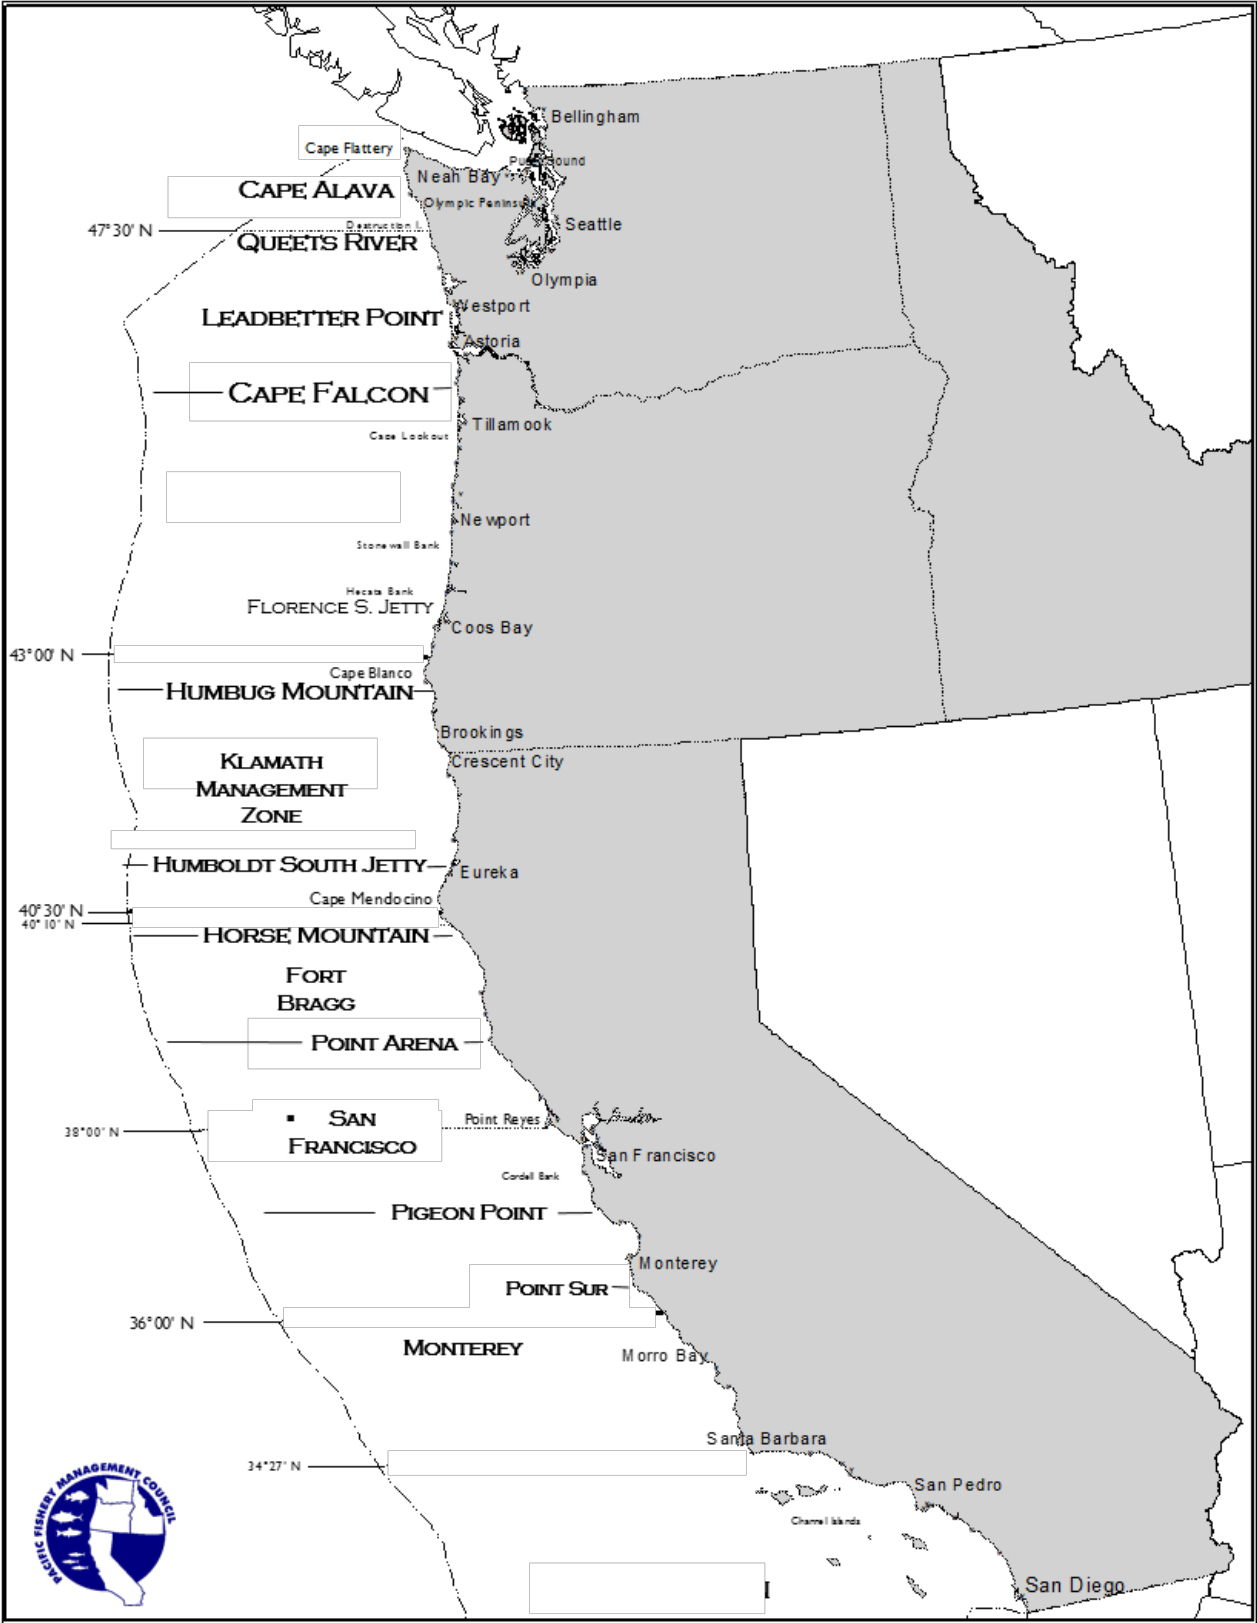 Bellingham
Cape Flattery
Puget Sound
Neah Bay
CAPE ALAVA
Olympic Peninsula
47°30' N
Destruction I.
Seattle
QUEETS RIVER
Olympia
Westport
LEADBETTER POINT
Astoria
CAPE FALCON
Tillamook
Cape Lookout
Newport
Stonewall Bank
Heceta Bank
FLORENCE S. JETTY
Coos Bay
43°00' N
Cape Blanco
HUMBUG MOUNTAIN
Brookings
KLAMATH
MANAGEMENT
ZONE
Crescent City
HUMBOLDT SOUTH JETTY
Eureka
Cape Mendocino
40°30' N
40°10' N
HORSE MOUNTAIN
FORT
BRAGG
POINT ARENA
SAN
FRANCISCO
Point Reyes
38°00' N
San Francisco
Cordell Bank
PIGEON POINT
Monterey
POINT SUR
36°00' N
MONTEREY
Morro Bay
Santa Barbara
34°27' N
San Pedro
Channel Islands
San Diego
PACIFIC FISHERY MANAGEMENT COUNCIL